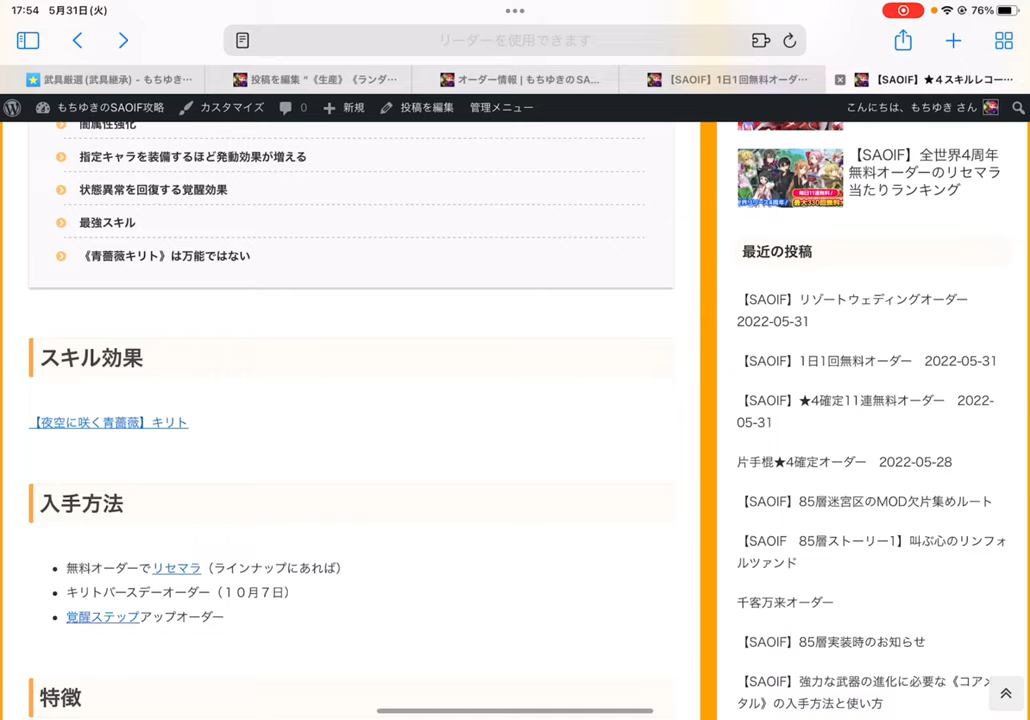 17:54 5月31日(火)
76%
リーダーを使用できます
武具厳選 (武具継承) - もちゆき…
投稿を編集 "《生産》《ランダ…
オーダー情報 | もちゆきのSA…
【SAOIF】1日1回無料オーダ…
【SAOIF】★4スキルレコー…
もちゆきのSAOIF攻略
カスタマイズ
0
新規
投稿を編集
管理メニュー
こんにちは、もちゆき さん
闇属性強化
指定キャラを装備するほど発動効果が増える
状態異常を回復する覚醒効果
最強スキル
《青薔薇キリト》は万能ではない
スキル効果
【夜空に咲く青薔薇】キリト
入手方法
無料オーダーでリセマラ（ラインナップにあれば）
キリトバースデーオーダー（１０月７日）
覚醒ステップアップオーダー
特徴
【SAOIF】全世界4周年
無料オーダーのリセマラ
当たりランキング
最近の投稿
【SAOIF】リゾートウェディングオーダー
2022-05-31
【SAOIF】1日1回無料オーダー　2022-05-31
【SAOIF】★4確定11連無料オーダー　2022-
05-31
片手棍★4確定オーダー　2022-05-28
【SAOIF】85層迷宮区のMOD欠片集めルート
【SAOIF　85層ストーリー1】叫ぶ心のリンフォ
ルツァンド
千客万来オーダー
【SAOIF】85層実装時のお知らせ
【SAOIF】強力な武器の進化に必要な《コアメ
タル》の入手方法と使い方